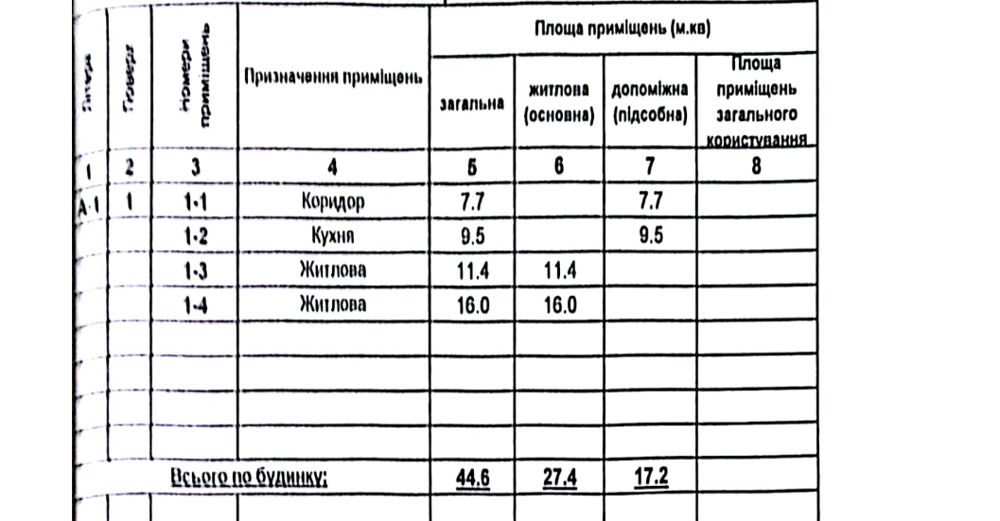 Площа приміщень (м.кв)
Літера
Поверх
Номери приміщень
Призначення приміщень
загальна
житлова (основна)
допоміжна (підсобна)
Площа приміщень загального користування
1 2 3 4 5 6 7 8
А-1 1 1-1 Коридор 7.7 7.7
1-2 Кухня 9.5 9.5
1-3 Житлова 11.4 11.4
1-4 Житлова 16.0 16.0
Всього по будинку: 44.6 27.4 17.2